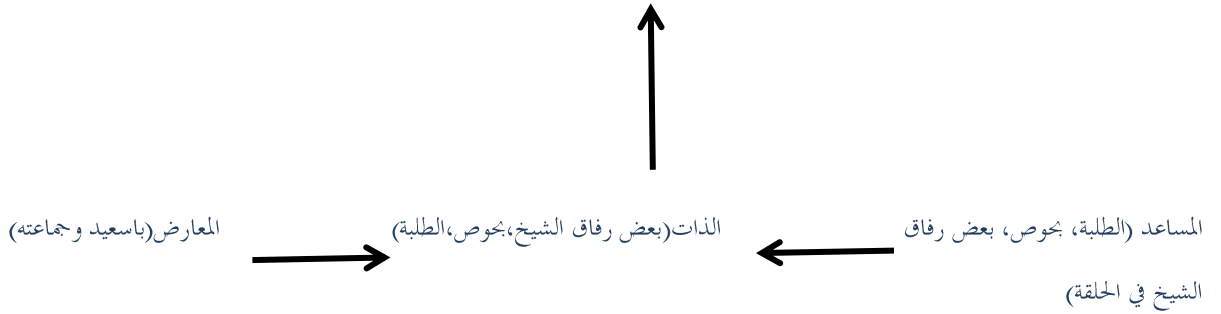 المساعد (الطلبة، بحوص، بعض رفاق
الشيخ في الحلقة)
الذات(بعض رفاق الشيخ،بحوص،الطلبة)
المعارض(باسعيد وجماعته)